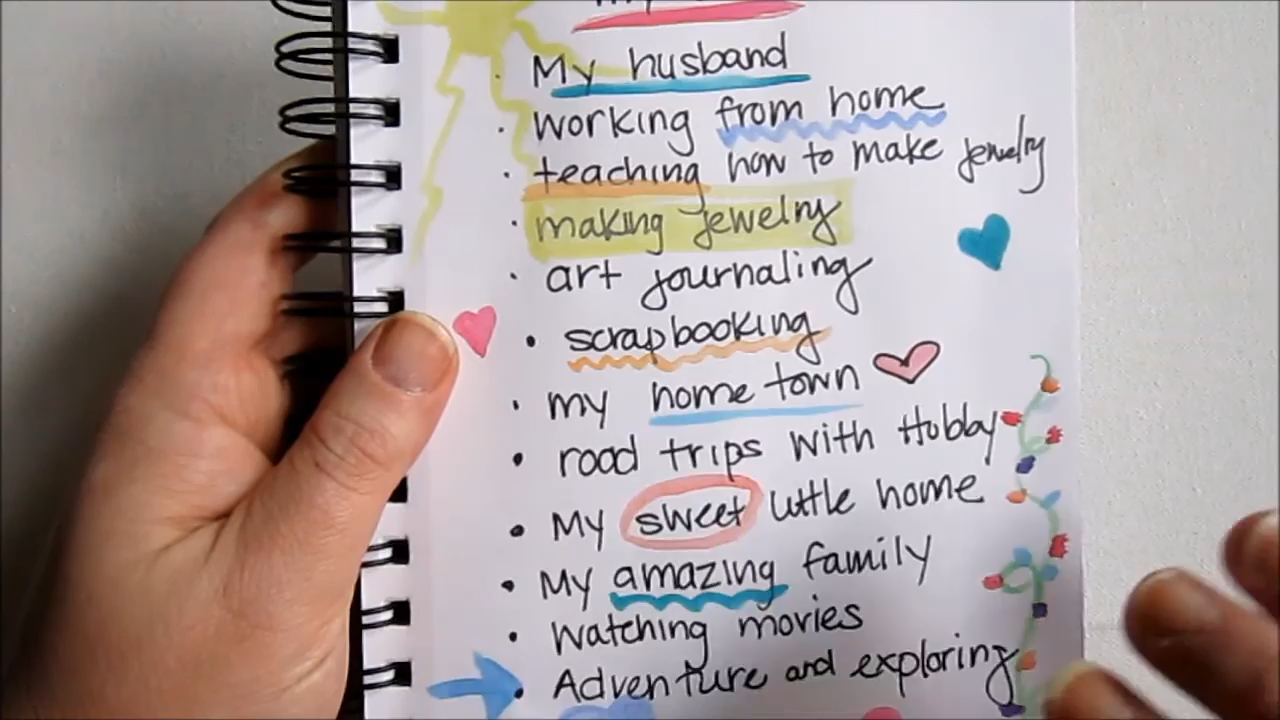 My husband
working from home
teaching how to make jewelry
making jewelry
art journaling
scrapbooking
my home town
road trips with Hubby
My sweet little home
My amazing family
Watching movies
Adventure and exploring